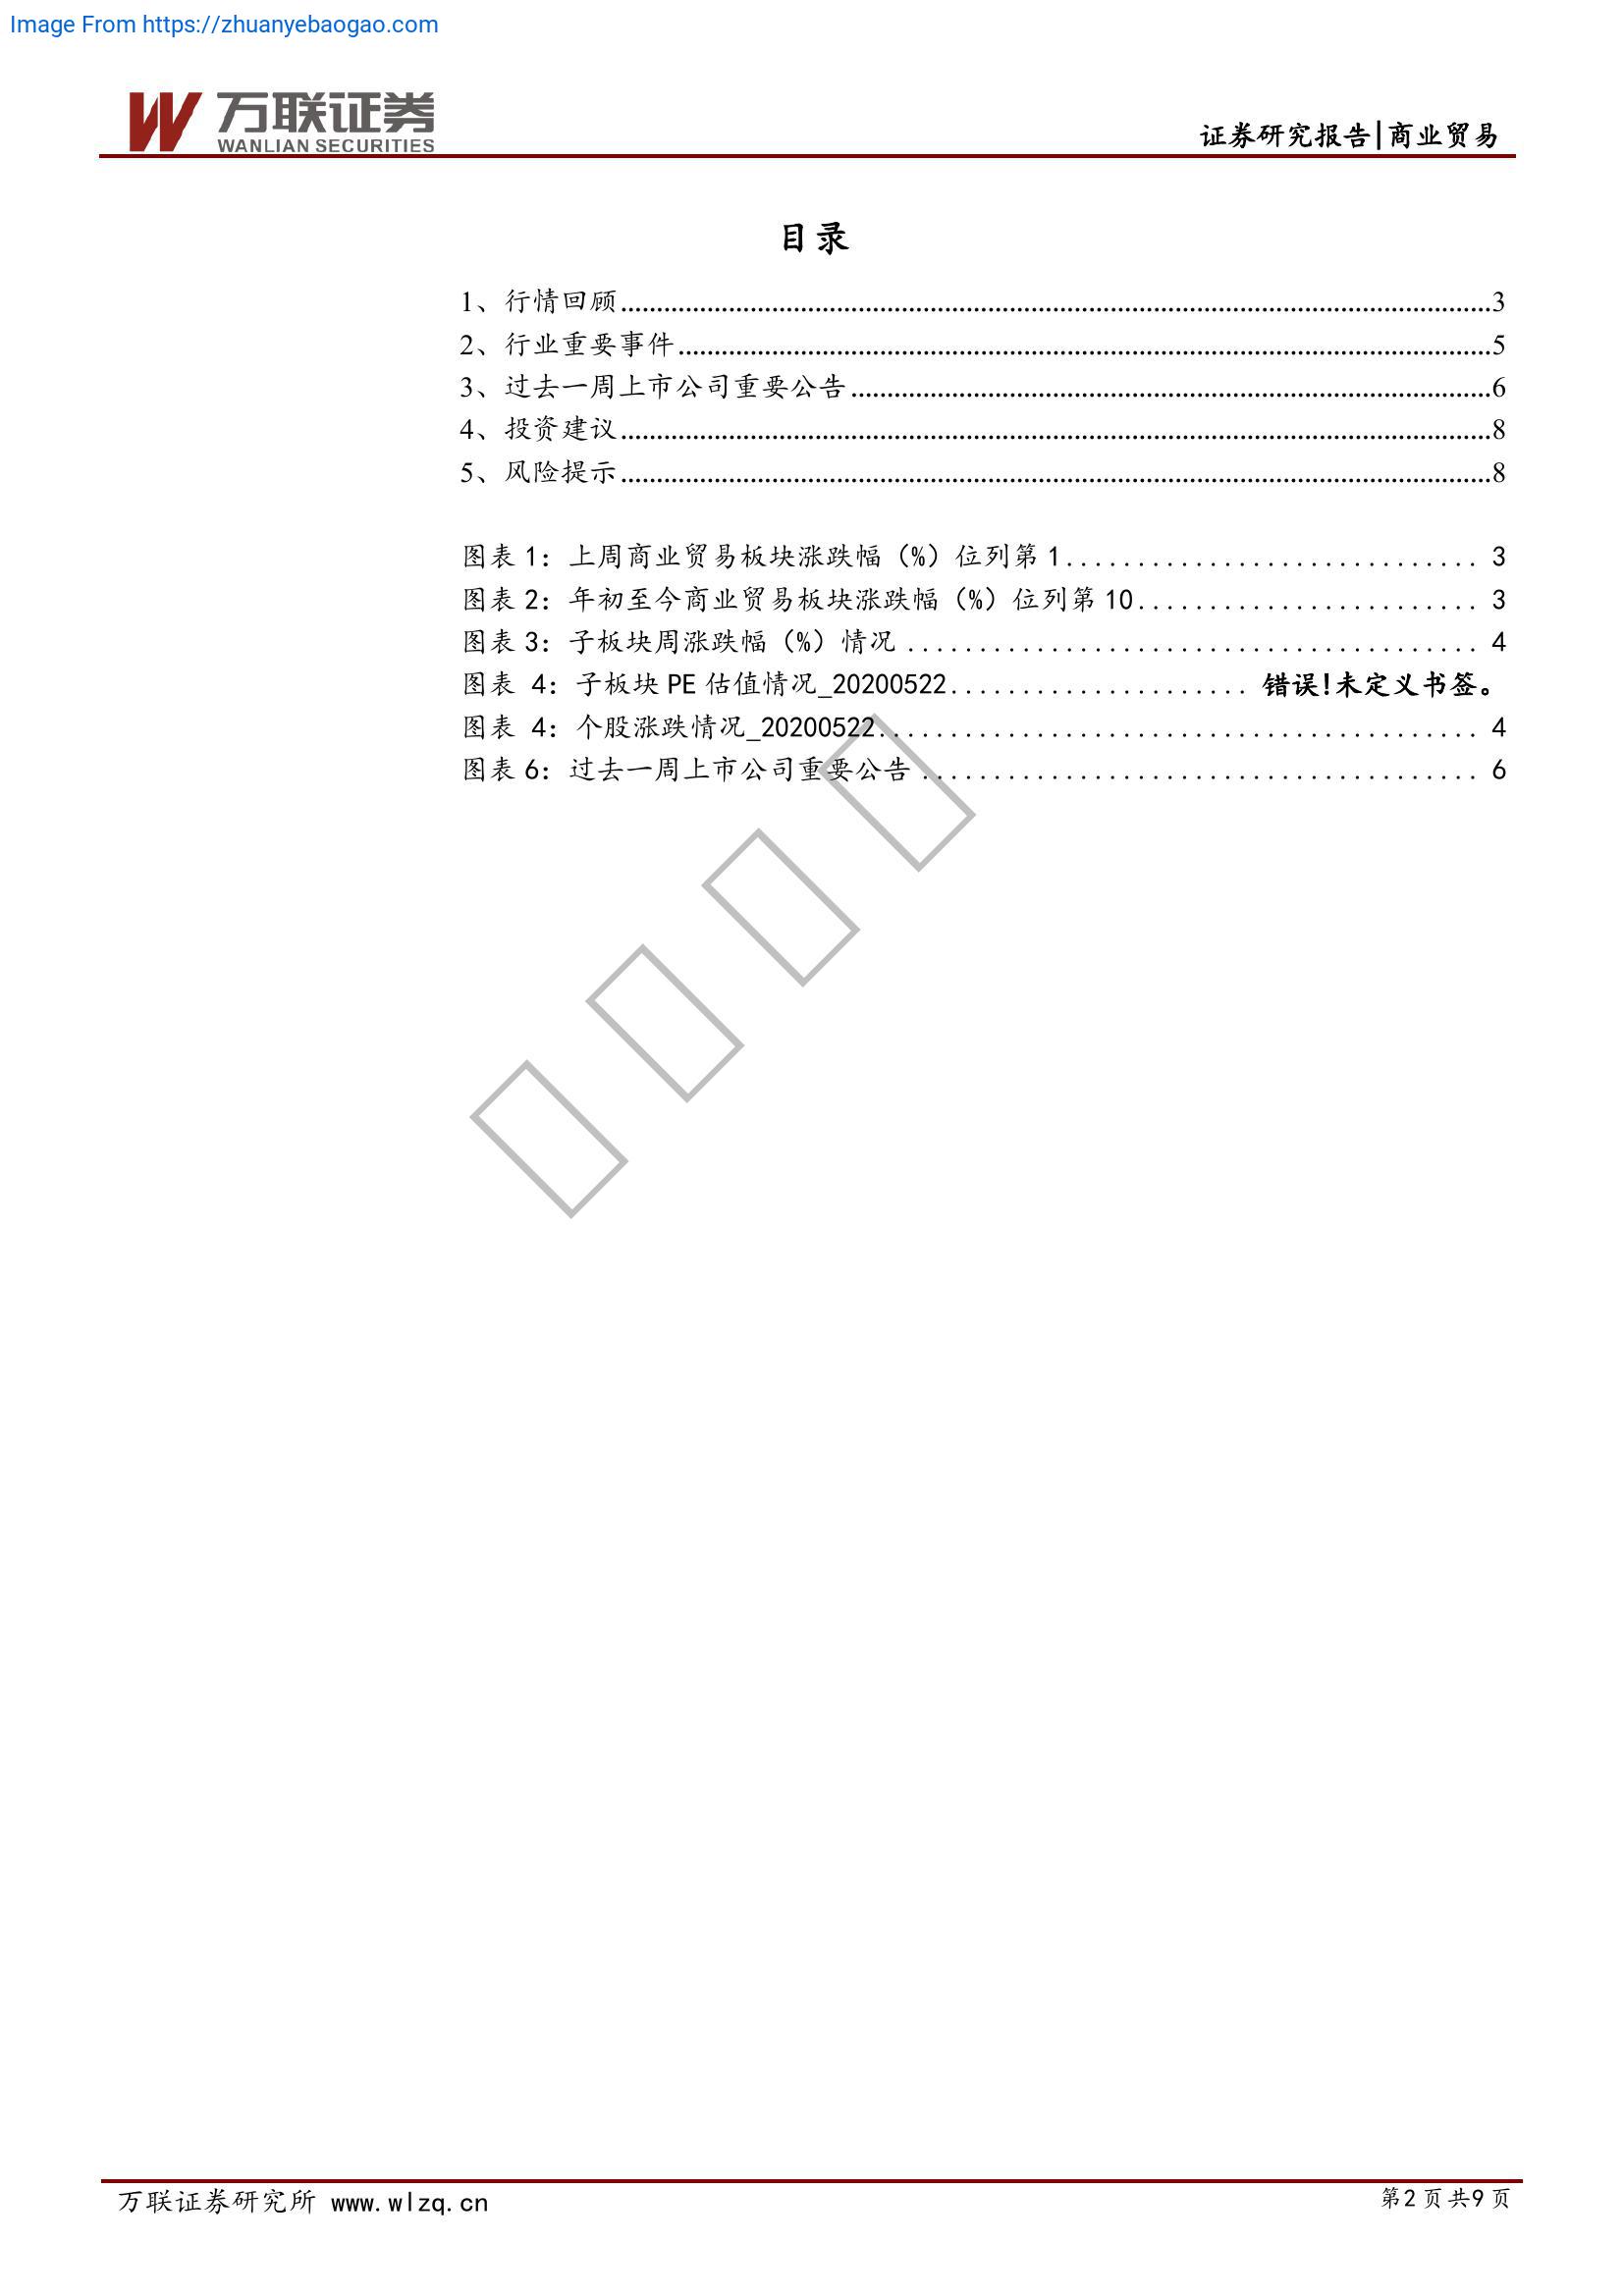 Image From https://zhuanyebaogao.com
万联证券
WANLIAN SECURITIES
证券研究报告|商业贸易
目录
1、行情回顾........................................................................................................................3
2、行业重要事件................................................................................................................5
3、过去一周上市公司重要公告........................................................................................6
4、投资建议........................................................................................................................8
5、风险提示........................................................................................................................8
图表 1：上周商业贸易板块涨跌幅（%）位列第 1............................. 3
图表 2：年初至今商业贸易板块涨跌幅（%）位列第 10........................ 3
图表 3：子板块周涨跌幅（%）情况 ........................................ 4
图表 4：子板块 PE 估值情况_20200522..................... 错误!未定义书签。
图表 4：个股涨跌情况_20200522.......................................... 4
图表 6：过去一周上市公司重要公告 ....................................... 6
万联证券研究所 www.wlzq.cn
第2页共9页